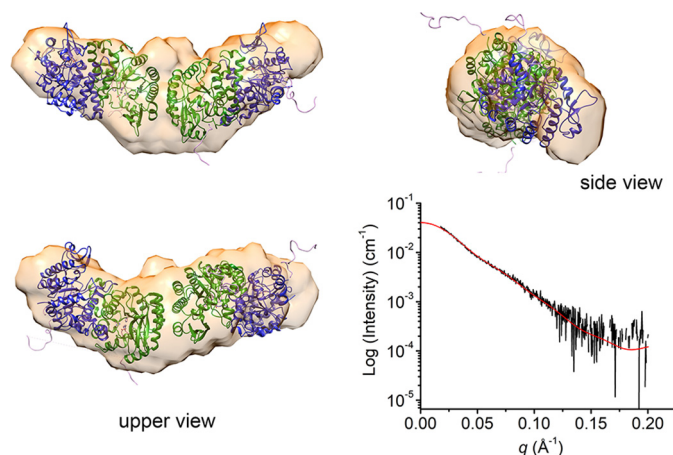 side view
upper view
Log (Intensity) (cm⁻¹)
10⁻¹
10⁻²
10⁻³
10⁻⁴
10⁻⁵
0.00 0.05 0.10 0.15 0.20
q (Å⁻¹)